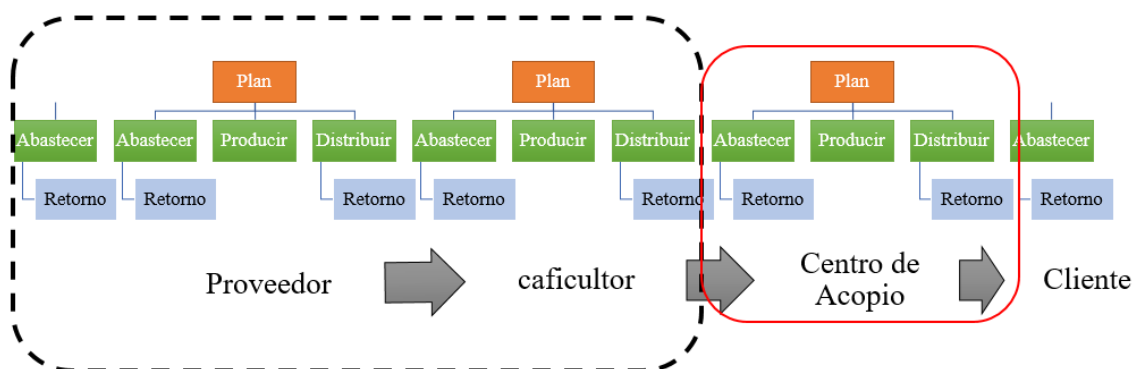 Plan
Plan
Plan
Abastecer
Abastecer
Producir
Distribuir
Abastecer
Producir
Distribuir
Abastecer
Producir
Distribuir
Abastecer
Retorno
Retorno
Retorno
Retorno
Retorno
Retorno
Retorno
Retorno
Proveedor
caficultor
Centro de
Acopio
Cliente